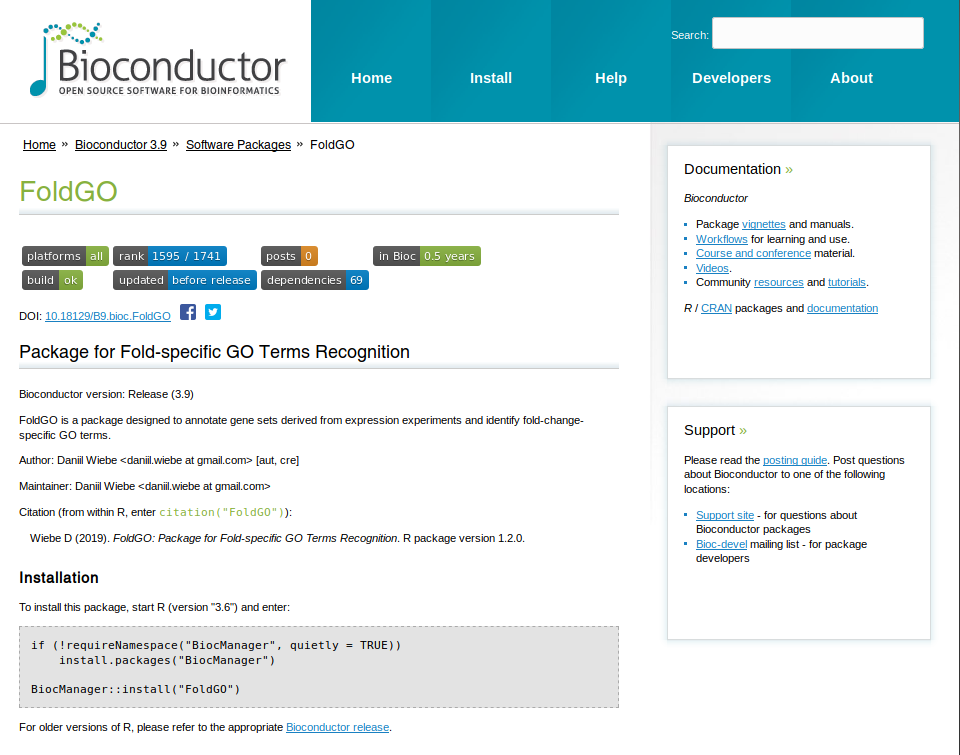 Bioconductor
OPEN SOURCE SOFTWARE FOR BIOINFORMATICS
Search:
Home Install Help Developers About
Home » Bioconductor 3.9 » Software Packages » FoldGO
FoldGO
platforms all rank 1595 / 1741 posts 0 in Bioc 0.5 years
build ok updated before release dependencies 69
DOI: 10.18129/B9.bioc.FoldGO
Package for Fold-specific GO Terms Recognition
Bioconductor version: Release (3.9)
FoldGO is a package designed to annotate gene sets derived from expression experiments and identify fold-change-
specific GO terms.
Author: Daniil Wiebe <daniil.wiebe at gmail.com> [aut, cre]
Maintainer: Daniil Wiebe <daniil.wiebe at gmail.com>
Citation (from within R, enter citation("FoldGO")):
Wiebe D (2019). FoldGO: Package for Fold-specific GO Terms Recognition. R package version 1.2.0.
Installation
To install this package, start R (version "3.6") and enter:
if (!requireNamespace("BiocManager", quietly = TRUE))
    install.packages("BiocManager")
BiocManager::install("FoldGO")
For older versions of R, please refer to the appropriate Bioconductor release.
Documentation »
Bioconductor
Package vignettes and manuals.
Workflows for learning and use.
Course and conference material.
Videos.
Community resources and tutorials.
R / CRAN packages and documentation
Support »
Please read the posting guide. Post questions
about Bioconductor to one of the following
locations:
Support site - for questions about
Bioconductor packages
Bioc-devel mailing list - for package
developers